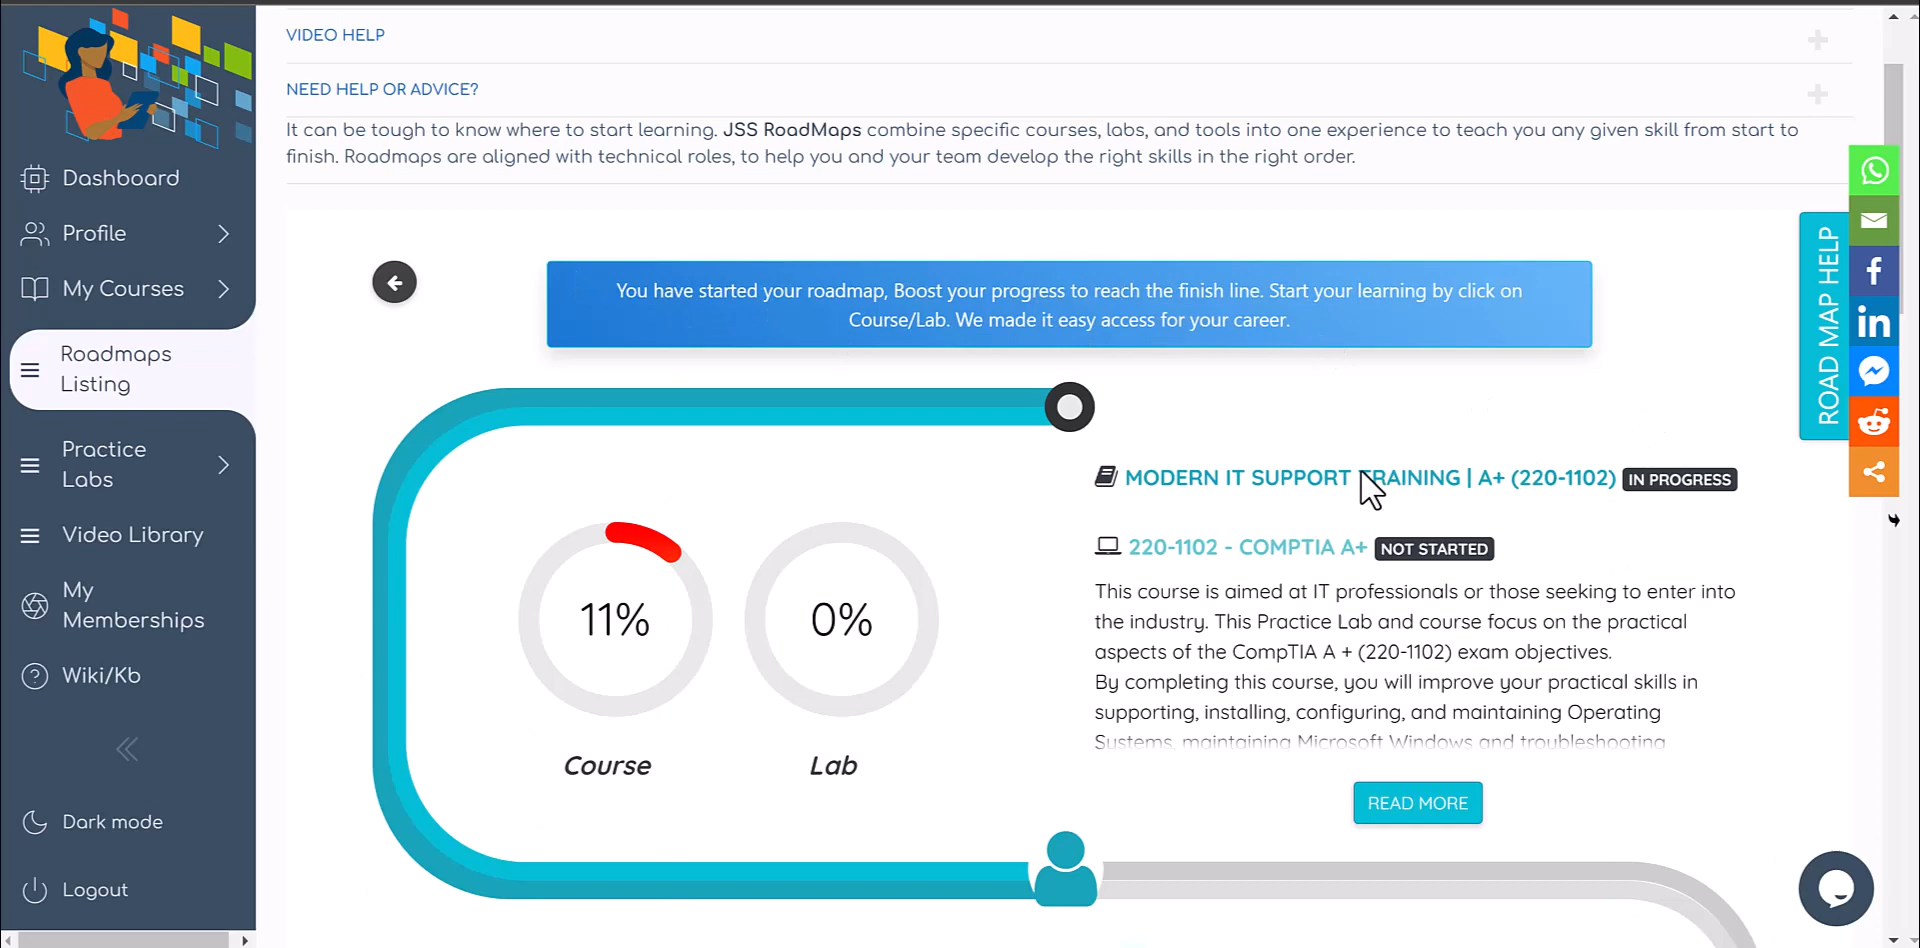 VIDEO HELP
NEED HELP OR ADVICE?
It can be tough to know where to start learning. JSS RoadMaps combine specific courses, labs, and tools into one experience to teach you any given skill from start to
finish. Roadmaps are aligned with technical roles, to help you and your team develop the right skills in the right order.
Dashboard
Profile
My Courses
Roadmaps
Listing
Practice
Labs
Video Library
My
Memberships
Wiki/Kb
Dark mode
Logout
You have started your roadmap, Boost your progress to reach the finish line. Start your learning by click on
Course/Lab. We made it easy access for your career.
MODERN IT SUPPORT TRAINING | A+ (220-1102) IN PROGRESS
220-1102 - COMPTIA A+ NOT STARTED
This course is aimed at IT professionals or those seeking to enter into
the industry. This Practice Lab and course focus on the practical
aspects of the CompTIA A + (220-1102) exam objectives.
By completing this course, you will improve your practical skills in
supporting, installing, configuring, and maintaining Operating
Systems, maintaining Microsoft Windows and troubleshooting
READ MORE
11%
0%
Course
Lab
ROAD MAP HELP